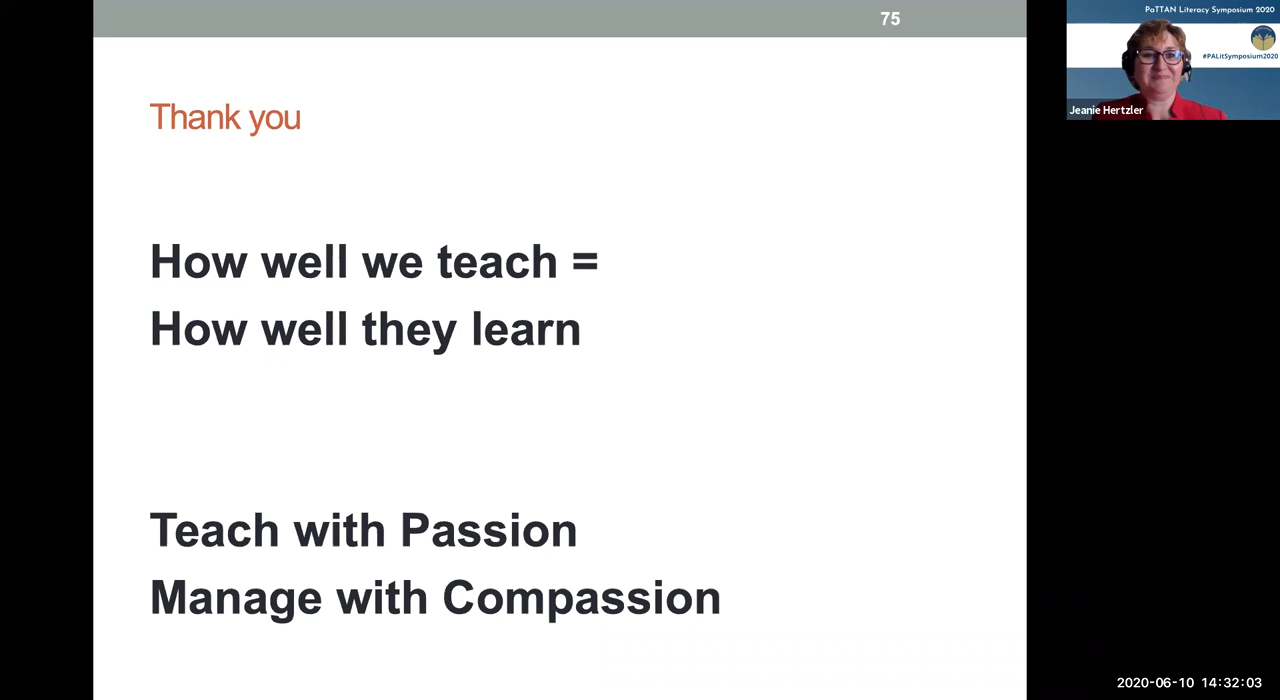 75
PaTTAN Literacy Symposium 2020
#PALitSymposium2020
Jeanie Hertzler
Thank you
How well we teach =
How well they learn
Teach with Passion
Manage with Compassion
2020-06-10 14:32:03